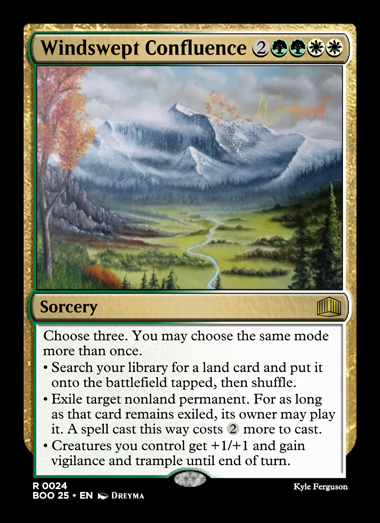 Windswept Confluence 2
Sorcery
Choose three. You may choose the same mode
more than once.
• Search your library for a land card and put it
onto the battlefield tapped, then shuffle.
• Exile target nonland permanent. For as long
as that card remains exiled, its owner may play
it. A spell cast this way costs 2 more to cast.
• Creatures you control get +1/+1 and gain
vigilance and trample until end of turn.
R 0024
BOO 25 • EN DREYMA
Kyle Ferguson